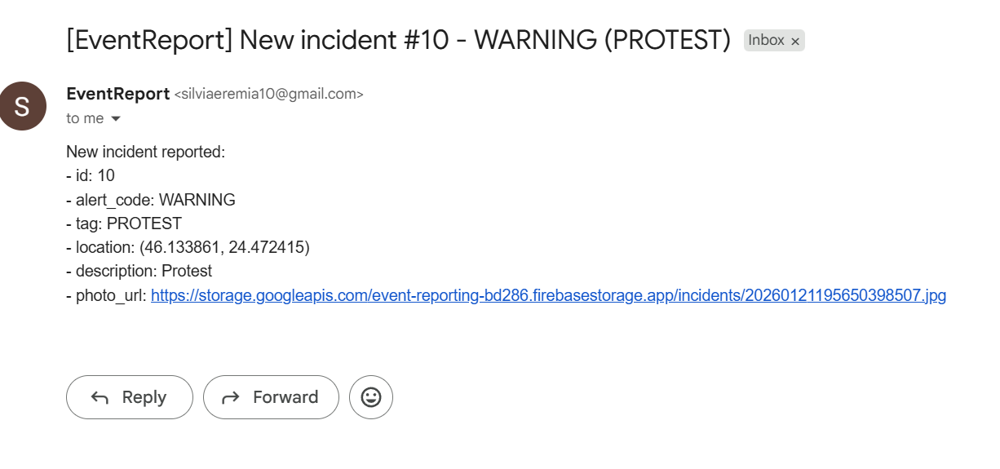 [EventReport] New incident #10 - WARNING (PROTEST) Inbox ×
S
EventReport <silviaeremia10@gmail.com>
to me
New incident reported:
- id: 10
- alert_code: WARNING
- tag: PROTEST
- location: (46.133861, 24.472415)
- description: Protest
- photo_url: https://storage.googleapis.com/event-reporting-bd286.firebasestorage.app/incidents/20260121195650398507.jpg
Reply Forward